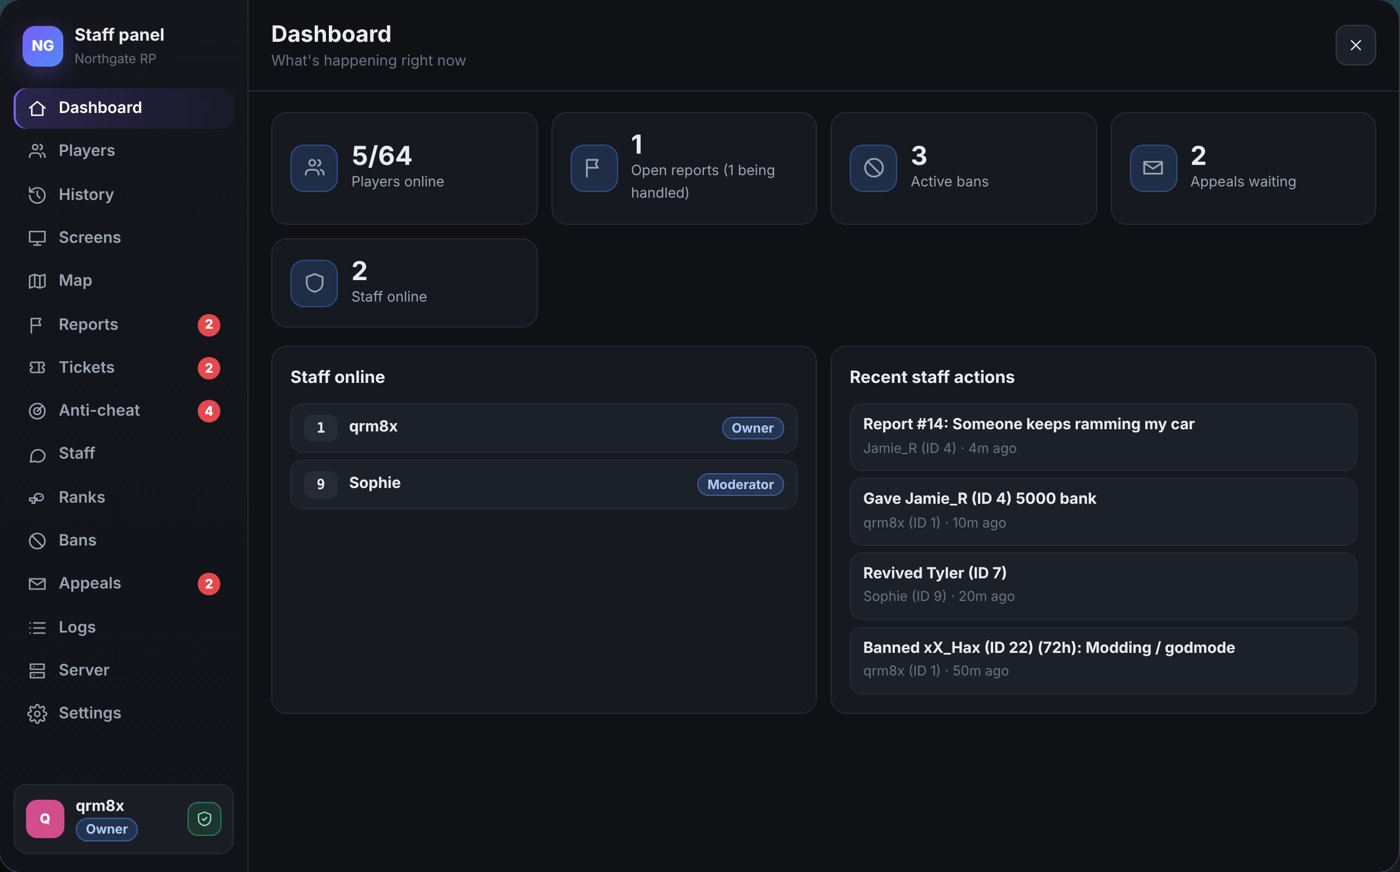 NG
Staff panel
Northgate RP
Dashboard
Players
History
Screens
Map
Reports
2
Tickets
2
Anti-cheat
4
Staff
Ranks
Bans
Appeals
2
Logs
Server
Settings
Q
qrm8x
Owner
Dashboard
What's happening right now
5/64
Players online
1
Open reports (1 being
handled)
3
Active bans
2
Appeals waiting
2
Staff online
Staff online
1
qrm8x
Owner
9
Sophie
Moderator
Recent staff actions
Report #14: Someone keeps ramming my car
Jamie_R (ID 4) · 4m ago
Gave Jamie_R (ID 4) 5000 bank
qrm8x (ID 1) · 10m ago
Revived Tyler (ID 7)
Sophie (ID 9) · 20m ago
Banned xX_Hax (ID 22) (72h): Modding / godmode
qrm8x (ID 1) · 50m ago